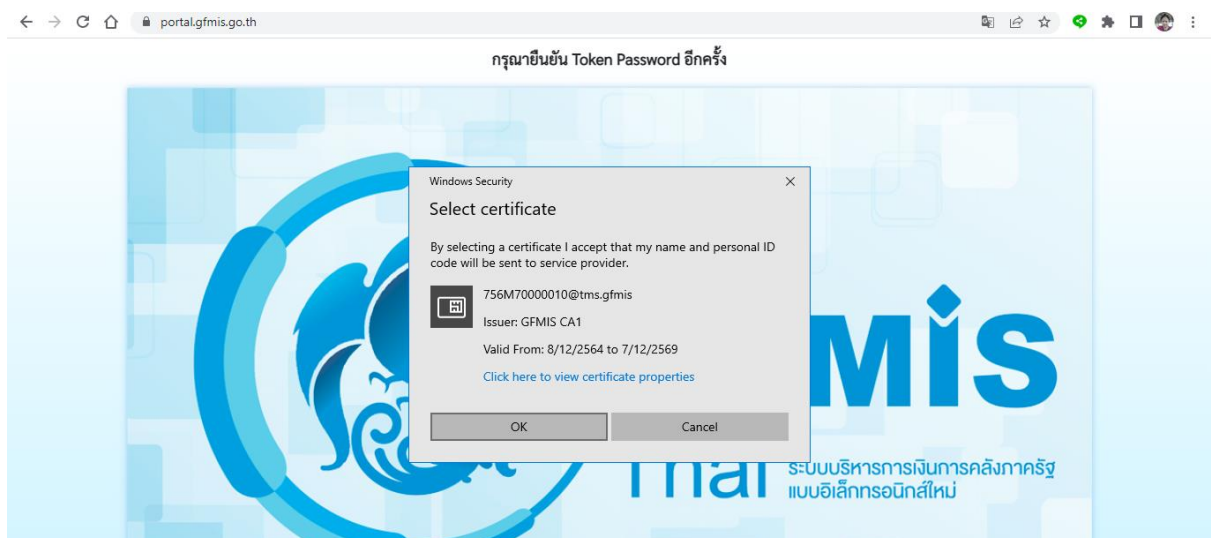 portal.gfmis.go.th
กรุณายืนยัน Token Password อีกครั้ง
Windows Security
Select certificate
By selecting a certificate I accept that my name and personal ID
code will be sent to service provider.
756M70000010@tms.gfmis
Issuer: GFMIS CA1
Valid From: 8/12/2564 to 7/12/2569
Click here to view certificate properties
OK
Cancel
MIS
Thai
ระบบบริหารการเงินการคลังภาครัฐ
แบบอิเล็กทรอนิกส์ใหม่